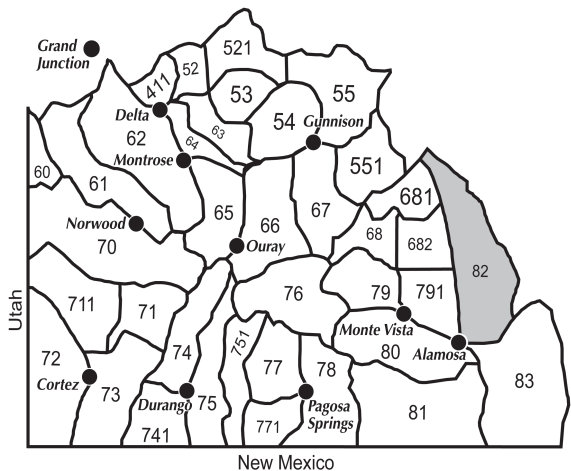 Grand
Junction
521
52
411
53
55
Delta
54
Gunnison
62
63
64
Montrose
551
60
61
681
65
66
67
Norwood
68
682
70
Ouray
82
76
79
791
711
71
Utah
Monte Vista
751
74
72
77
78
80
Alamosa
Cortez
73
83
Durango
75
Pagosa
Springs
81
771
741
New Mexico